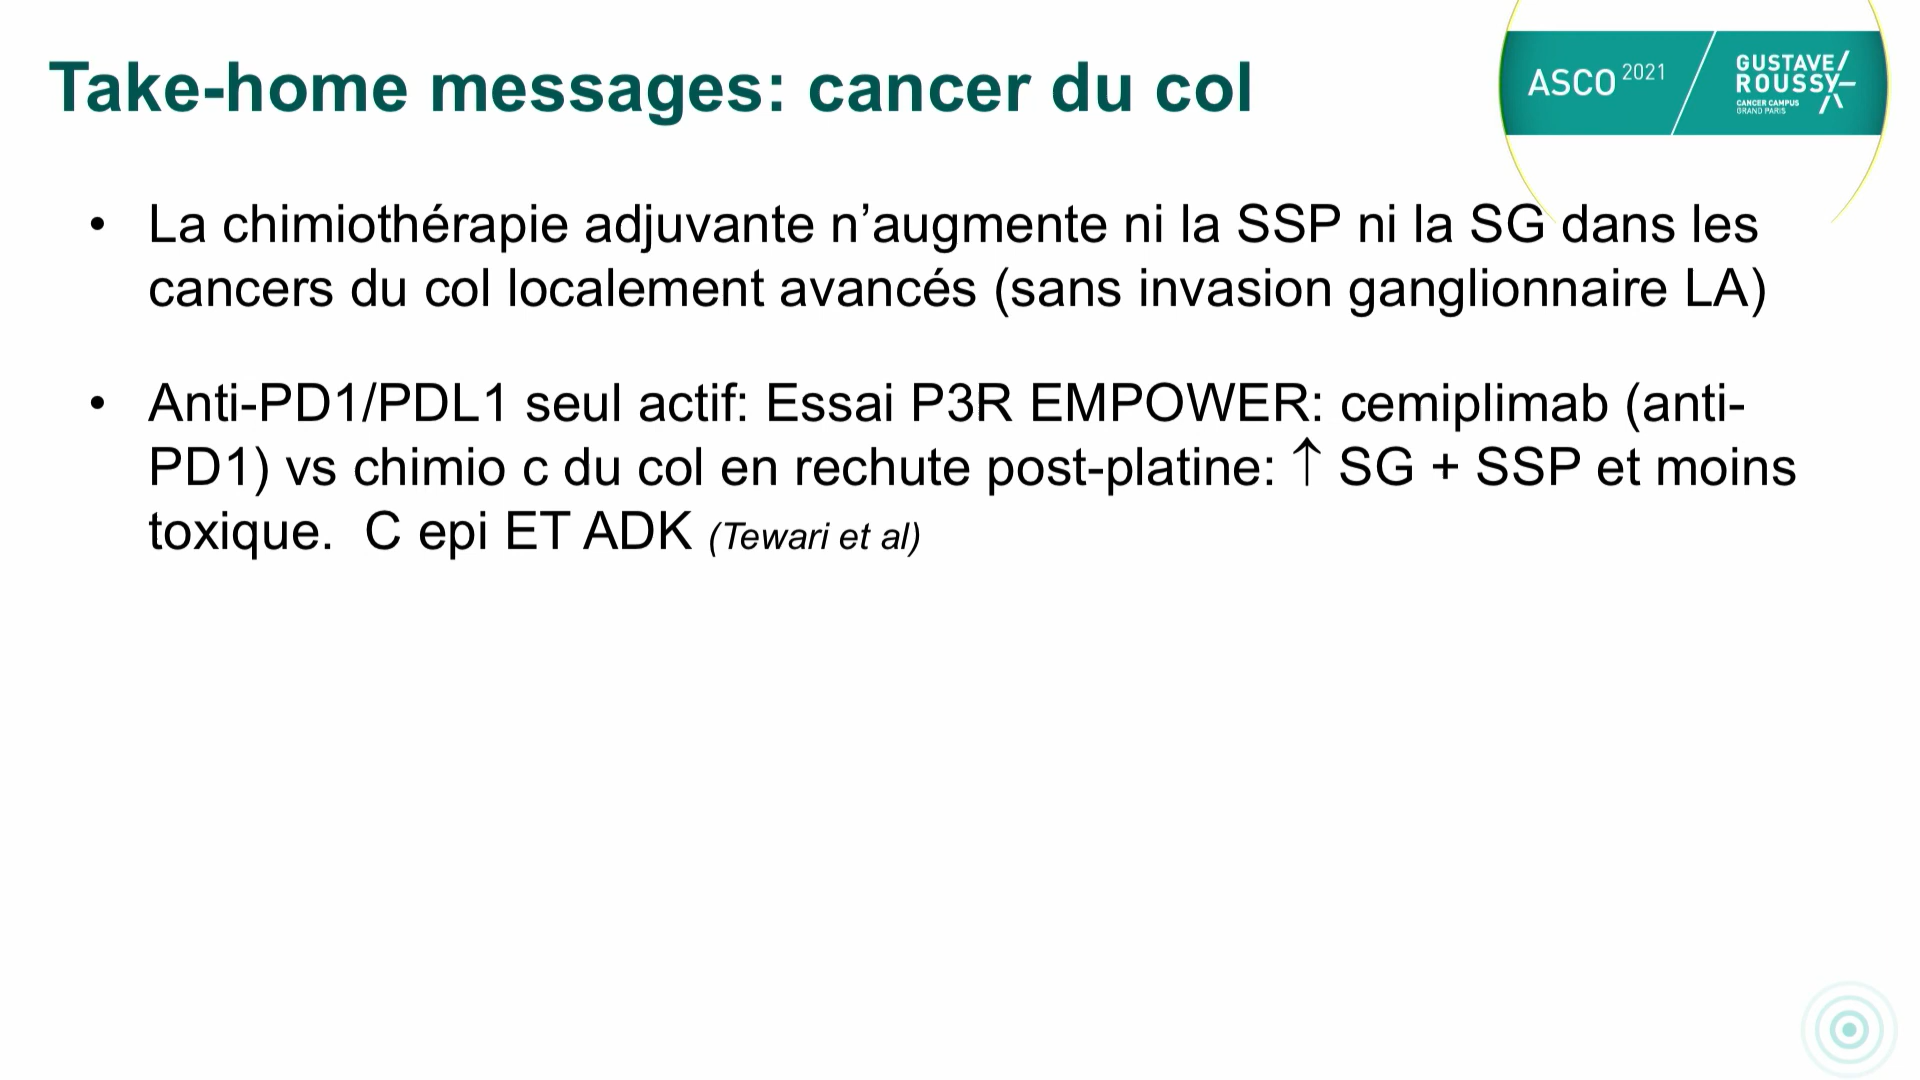 Take-home messages: cancer du col
ASCO 2021
GUSTAVE/
ROUSSY
CANCER CAMPUS
GRAND PARIS
• La chimiothérapie adjuvante n’augmente ni la SSP ni la SG dans les
cancers du col localement avancés (sans invasion ganglionnaire LA)
• Anti-PD1/PDL1 seul actif: Essai P3R EMPOWER: cemiplimab (anti-
PD1) vs chimio c du col en rechute post-platine: ↑ SG + SSP et moins
toxique.  C epi ET ADK (Tewari et al)